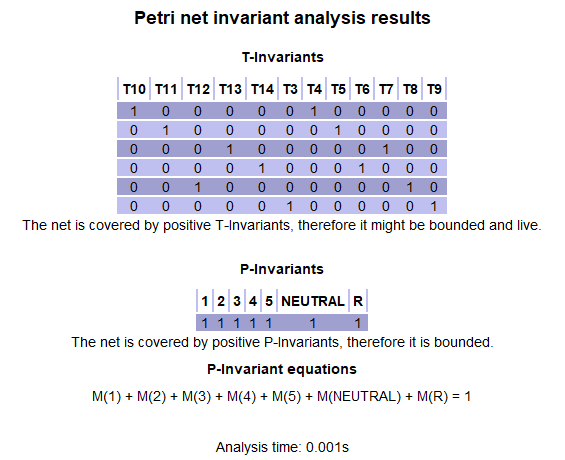 Petri net invariant analysis results
T-Invariants
T10 T11 T12 T13 T14 T3 T4 T5 T6 T7 T8 T9
1 0 0 0 0 0 1 0 0 0 0 0
0 1 0 0 0 0 0 1 0 0 0 0
0 0 0 1 0 0 0 0 0 1 0 0
0 0 0 0 1 0 0 0 1 0 0 0
0 0 1 0 0 0 0 0 0 0 1 0
0 0 0 0 0 1 0 0 0 0 0 1
The net is covered by positive T-Invariants, therefore it might be bounded and live.
P-Invariants
1 2 3 4 5 NEUTRAL R
1 1 1 1 1 1 1
The net is covered by positive P-Invariants, therefore it is bounded.
P-Invariant equations
M(1) + M(2) + M(3) + M(4) + M(5) + M(NEUTRAL) + M(R) = 1
Analysis time: 0.001s